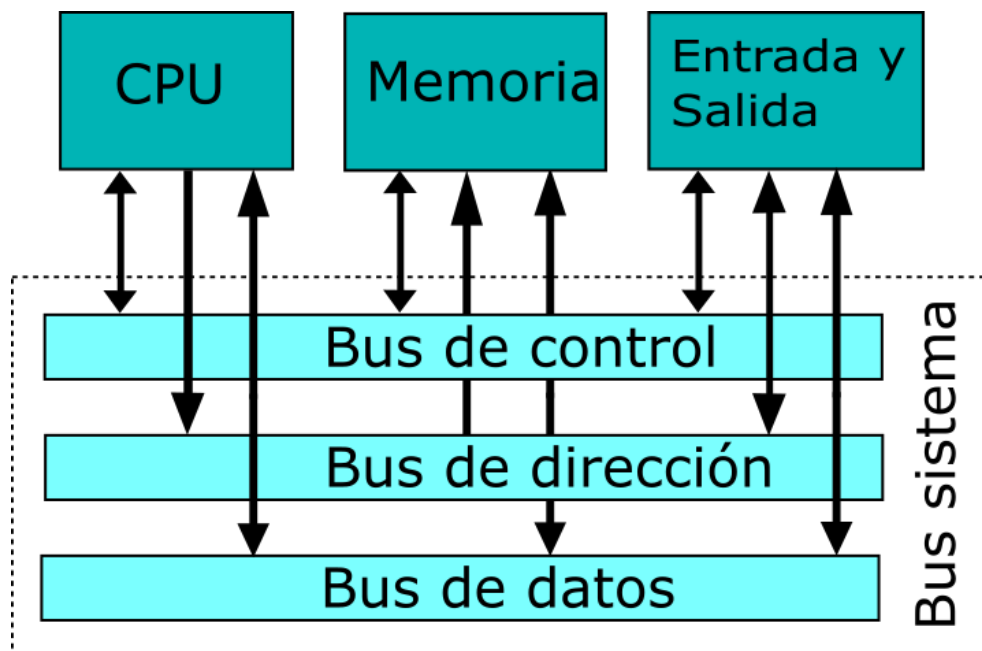 CPU
Memoria
Entrada y
Salida
Bus de control
Bus de dirección
Bus de datos
Bus sistema